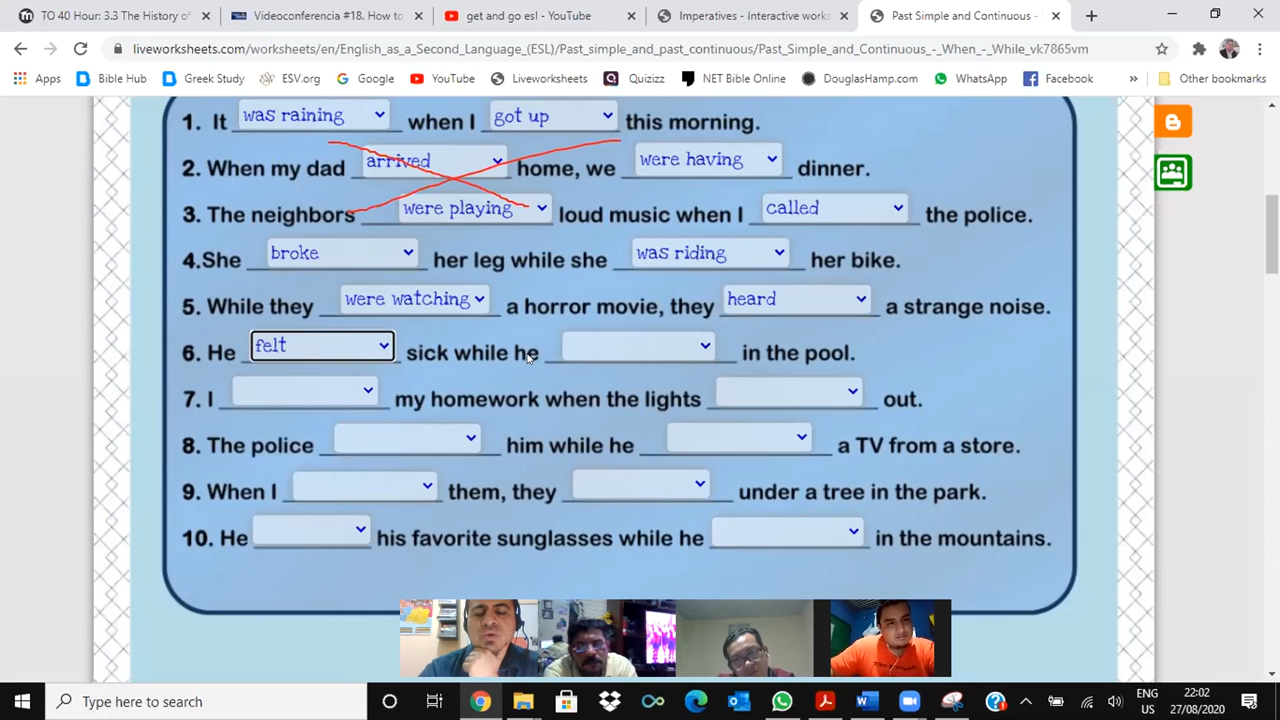 TO 40 Hour: 3.3 The History of
Videoconferencia #18. How to
get and go esl - YouTube
Imperatives - Interactive works
Past Simple and Continuous -
liveworksheets.com/worksheets/en/English_as_a_Second_Language_(ESL)/Past_simple_and_past_continuous/Past_Simple_and_Continuous_-_When_-_While_vk7865vm
Apps Bible Hub Greek Study ESV.org Google YouTube Liveworksheets Quizizz NET Bible Online DouglasHamp.com WhatsApp Facebook » Other bookmarks
1. It was raining when I got up this morning.
2. When my dad arrived home, we were having dinner.
3. The neighbors were playing loud music when I called the police.
4.She broke her leg while she was riding her bike.
5. While they were watching a horror movie, they heard a strange noise.
6. He felt sick while he in the pool.
7. I my homework when the lights out.
8. The police him while he a TV from a store.
9. When I them, they under a tree in the park.
10. He his favorite sunglasses while he in the mountains.
Type here to search
ENG 22:02
US 27/08/2020